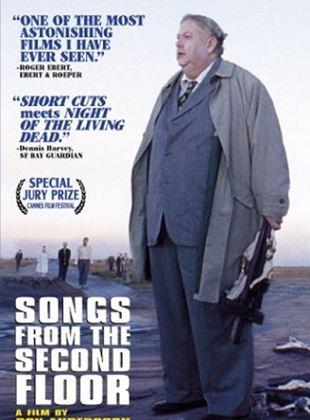 "ONE OF THE MOST
ASTONISHING
FILMS I HAVE
EVER SEEN."
-ROGER EBERT,
EBERT & ROEPER
"SHORT CUTS
meets NIGHT
OF THE LIVING
DEAD."
-Dennis Harvey,
SF BAY GUARDIAN
SPECIAL
JURY PRIZE
CANNES FILM FESTIVAL
SONGS
FROM THE
SECOND
FLOOR
A FILM BY
ROY ANDERSSON